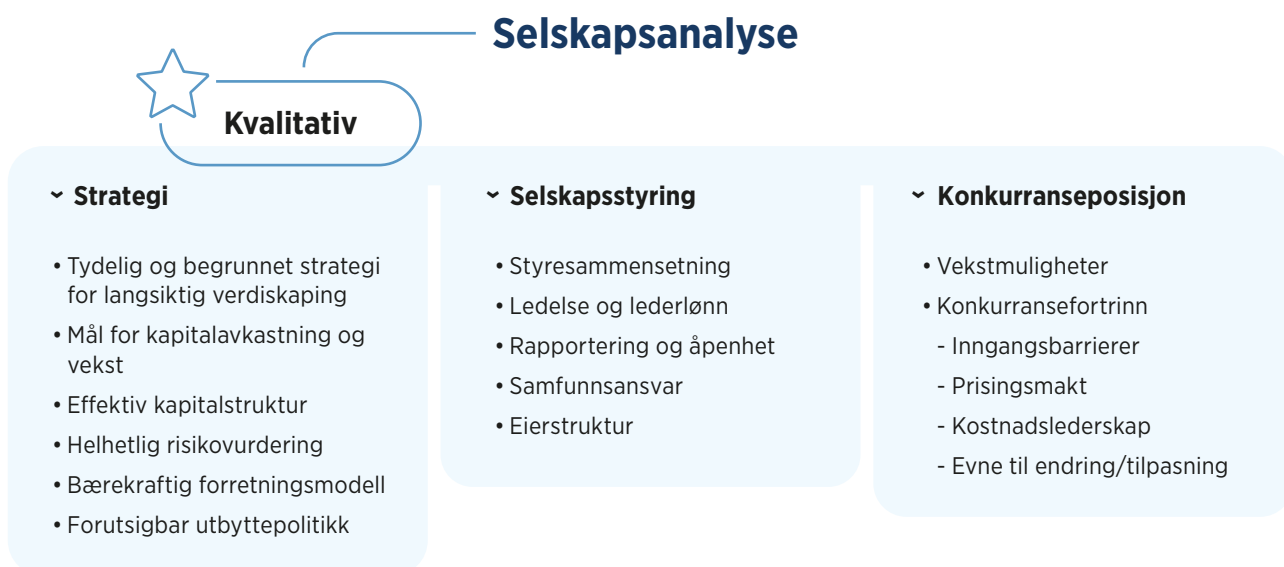 Selskapsanalyse
Kvalitativ
Strategi
• Tydelig og begrunnet strategi
for langsiktig verdiskaping
• Mål for kapitalavkastning og
vekst
• Effektiv kapitalstruktur
• Helhetlig risikovurdering
• Bærekraftig forretningsmodell
• Forutsigbar utbyttepolitikk
Selskapsstyring
• Styresammensetning
• Ledelse og lederlønn
• Rapportering og åpenhet
• Samfunnsansvar
• Eierstruktur
Konkurranseposisjon
• Vekstmuligheter
• Konkurransefortrinn
- Inngangsbarrierer
- Prisingsmakt
- Kostnadslederskap
- Evne til endring/tilpasning